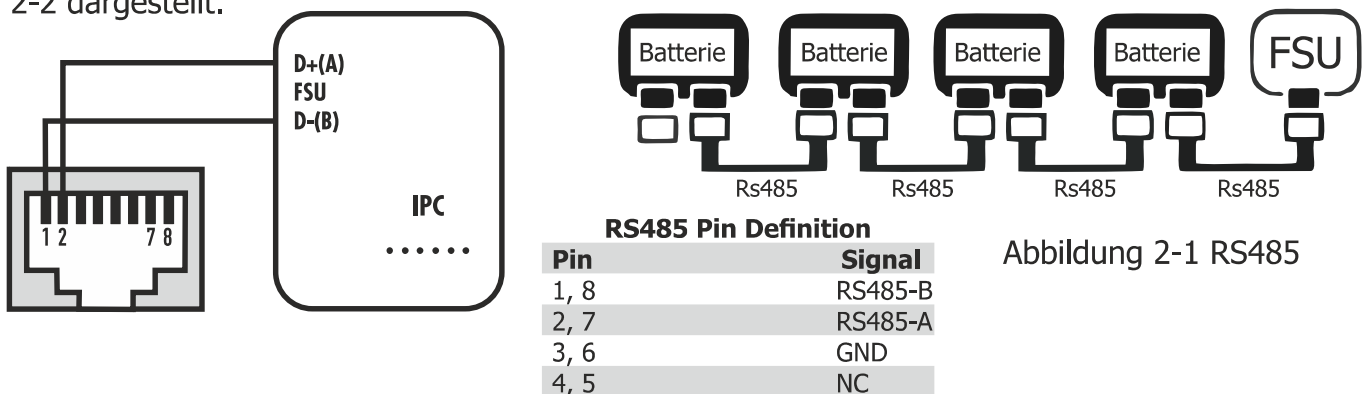 2-2 dargestellt.
D+(A)
FSU
D-(B)
IPC
......
1 2 7 8
Batterie Batterie Batterie Batterie FSU
Rs485 Rs485 Rs485 Rs485
RS485 Pin Definition
Pin Signal
1, 8 RS485-B
2, 7 RS485-A
3, 6 GND
4, 5 NC
Abbildung 2-1 RS485